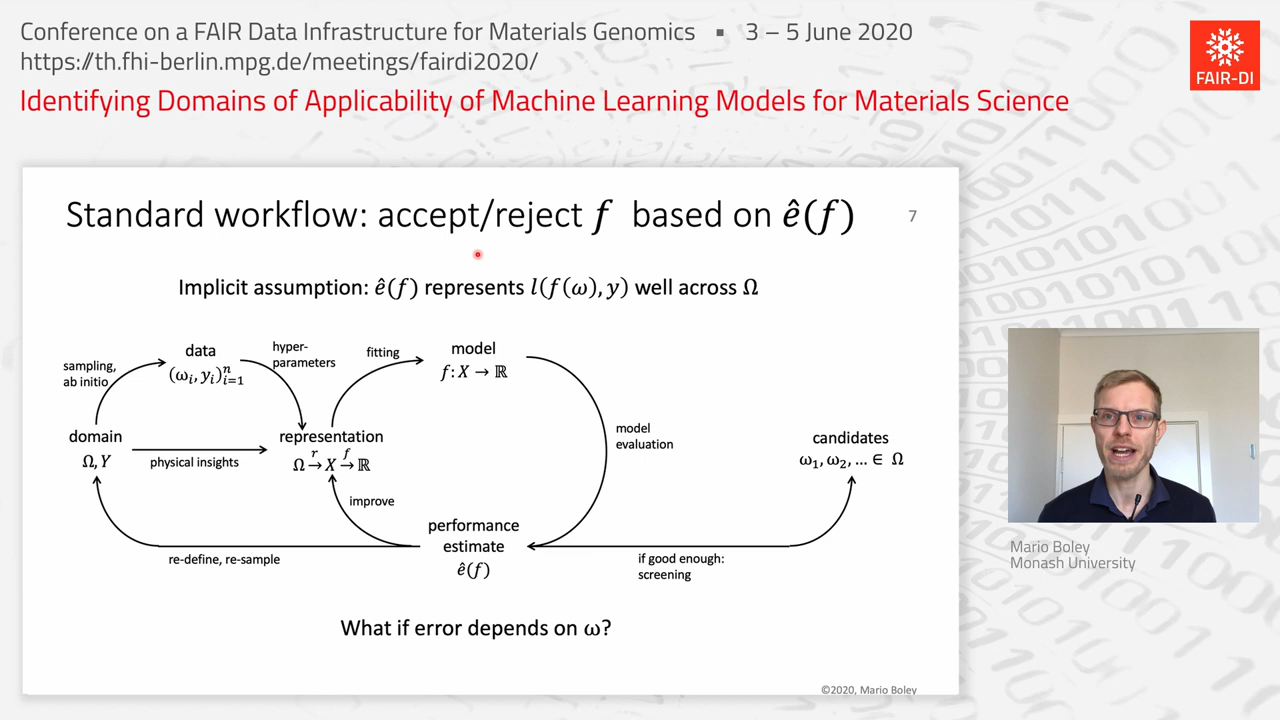 Conference on a FAIR Data Infrastructure for Materials Genomics ▪ 3 – 5 June 2020
https://th.fhi-berlin.mpg.de/meetings/fairdi2020/
Identifying Domains of Applicability of Machine Learning Models for Materials Science
FAIR-DI
Standard workflow: accept/reject f based on ê(f)
7
Implicit assumption: ê(f) represents l(f(ω), y) well across Ω
sampling,
ab initio
data
(ωᵢ, yᵢ)ⁿᵢ₌₁
hyper-
parameters
fitting
model
f: X → ℝ
domain
Ω, Y
physical insights
representation
r f
Ω → X → ℝ
model
evaluation
candidates
ω₁, ω₂, … ∈ Ω
improve
performance
estimate
ê(f)
re-define, re-sample
if good enough:
screening
What if error depends on ω?
©2020, Mario Boley
Mario Boley
Monash University